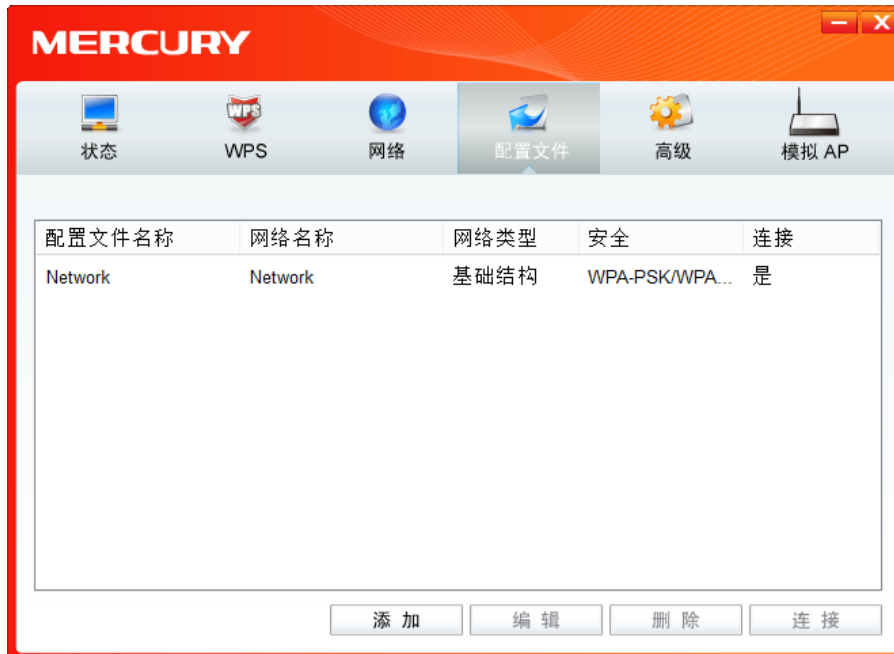 MERCURY
状态 WPS 网络 配置文件 高级 模拟 AP
配置文件名称 网络名称 网络类型 安全 连接
Network Network 基础结构 WPA-PSK/WPA... 是
添 加 编 辑 删 除 连 接